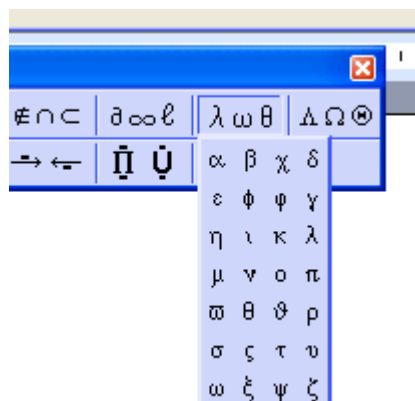 ∉∩⊂ ∂∞ℓ λωθ ΛΩΘ
α β χ δ
ε ϕ φ γ
η ι κ λ
μ ν ο π
ϖ θ ϑ ρ
σ ς τ υ
ω ξ ψ ζ